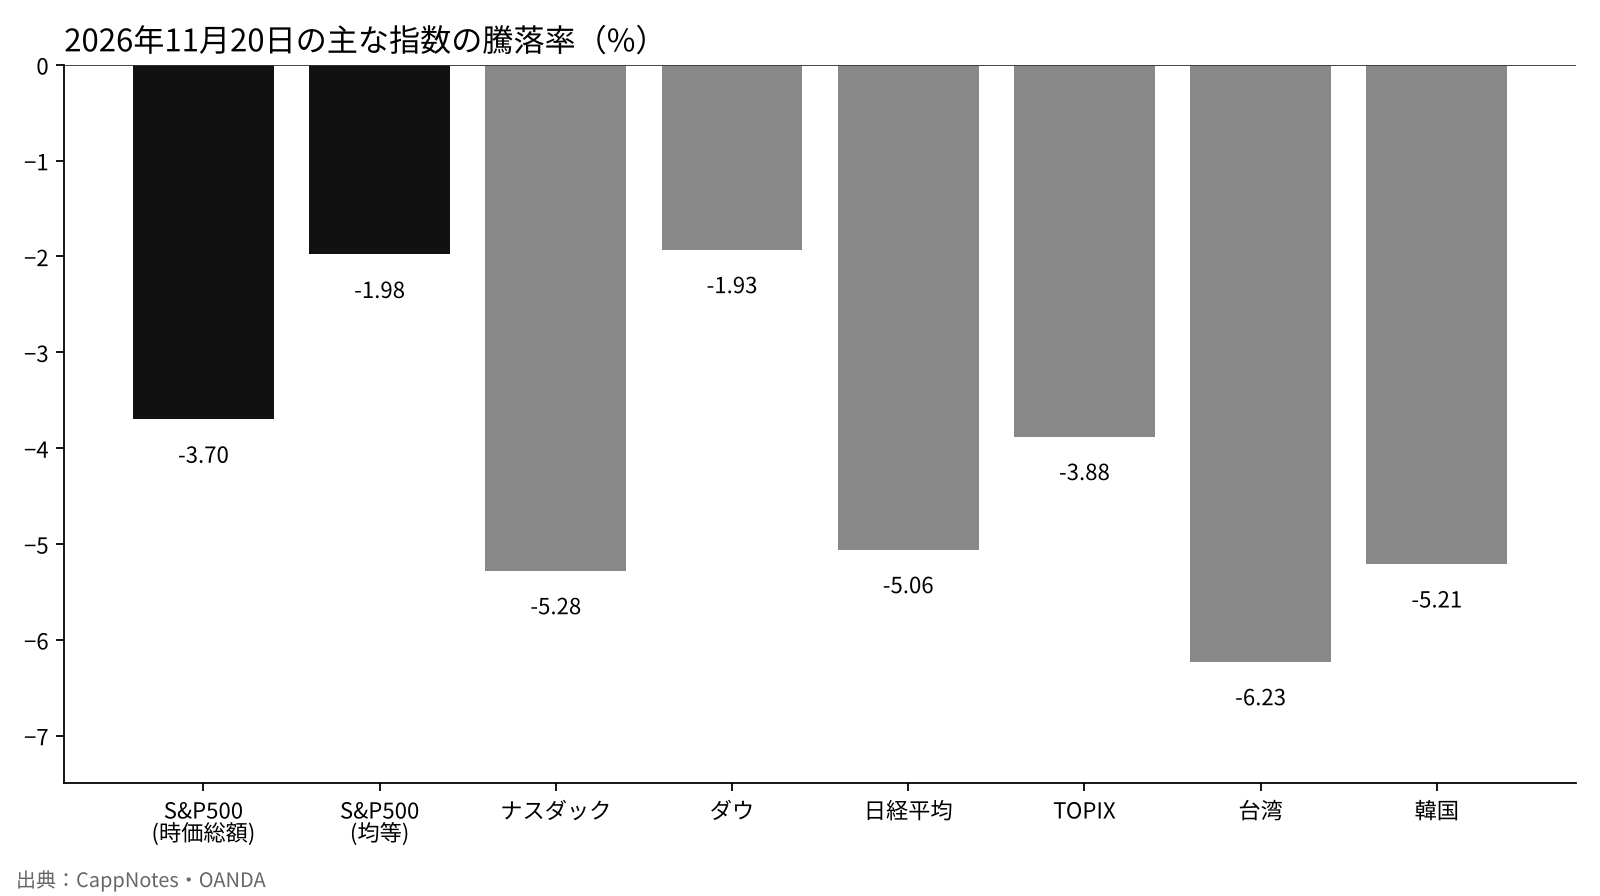 2026年11月20日の主な指数の騰落率（%）
0
−1
−2
−3
−4
−5
−6
−7
-3.70
-1.98
-5.28
-1.93
-5.06
-3.88
-6.23
-5.21
S&P500
(時価総額)
S&P500
(均等)
ナスダック
ダウ
日経平均
TOPIX
台湾
韓国
出典：CappNotes・OANDA